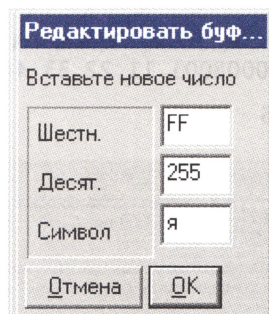 Редактировать буф...
Вставьте новое число
Шестн. FF
Десят. 255
Символ я
Отмена OK